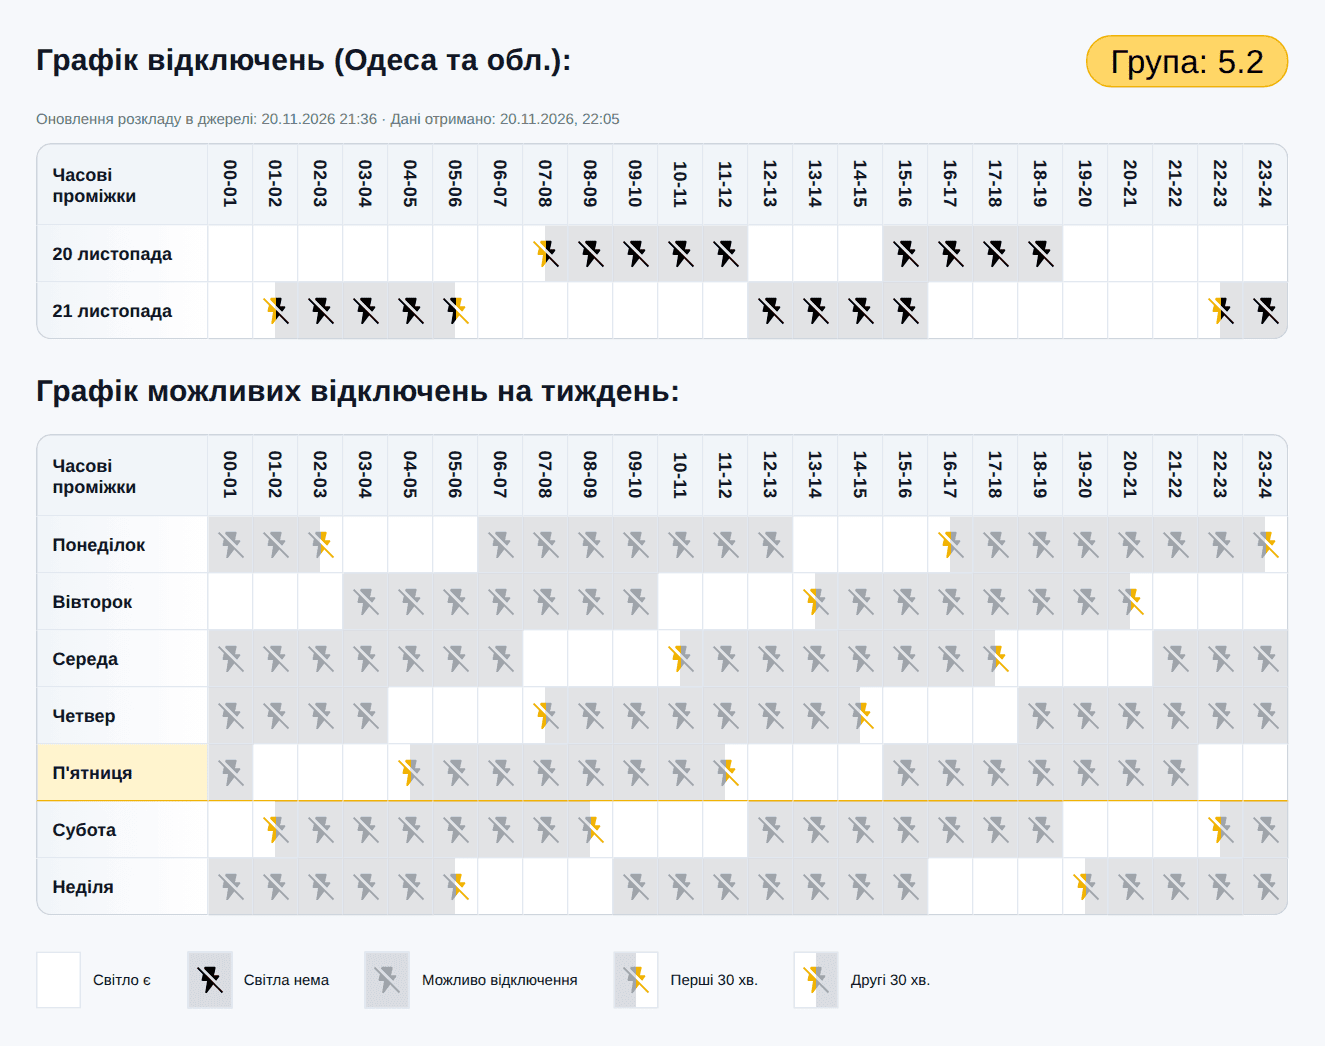 Графік відключень (Одеса та обл.):
Група: 5.2
Оновлення розкладу в джерелі: 20.11.2026 21:36 · Дані отримано: 20.11.2026, 22:05
Часові проміжки 00-01 01-02 02-03 03-04 04-05 05-06 06-07 07-08 08-09 09-10 10-11 11-12 12-13 13-14 14-15 15-16 16-17 17-18 18-19 19-20 20-21 21-22 22-23 23-24
20 листопада
21 листопада
Графік можливих відключень на тиждень:
Часові проміжки 00-01 01-02 02-03 03-04 04-05 05-06 06-07 07-08 08-09 09-10 10-11 11-12 12-13 13-14 14-15 15-16 16-17 17-18 18-19 19-20 20-21 21-22 22-23 23-24
Понеділок
Вівторок
Середа
Четвер
П'ятниця
Субота
Неділя
Світло є Світла нема Можливо відключення Перші 30 хв. Другі 30 хв.